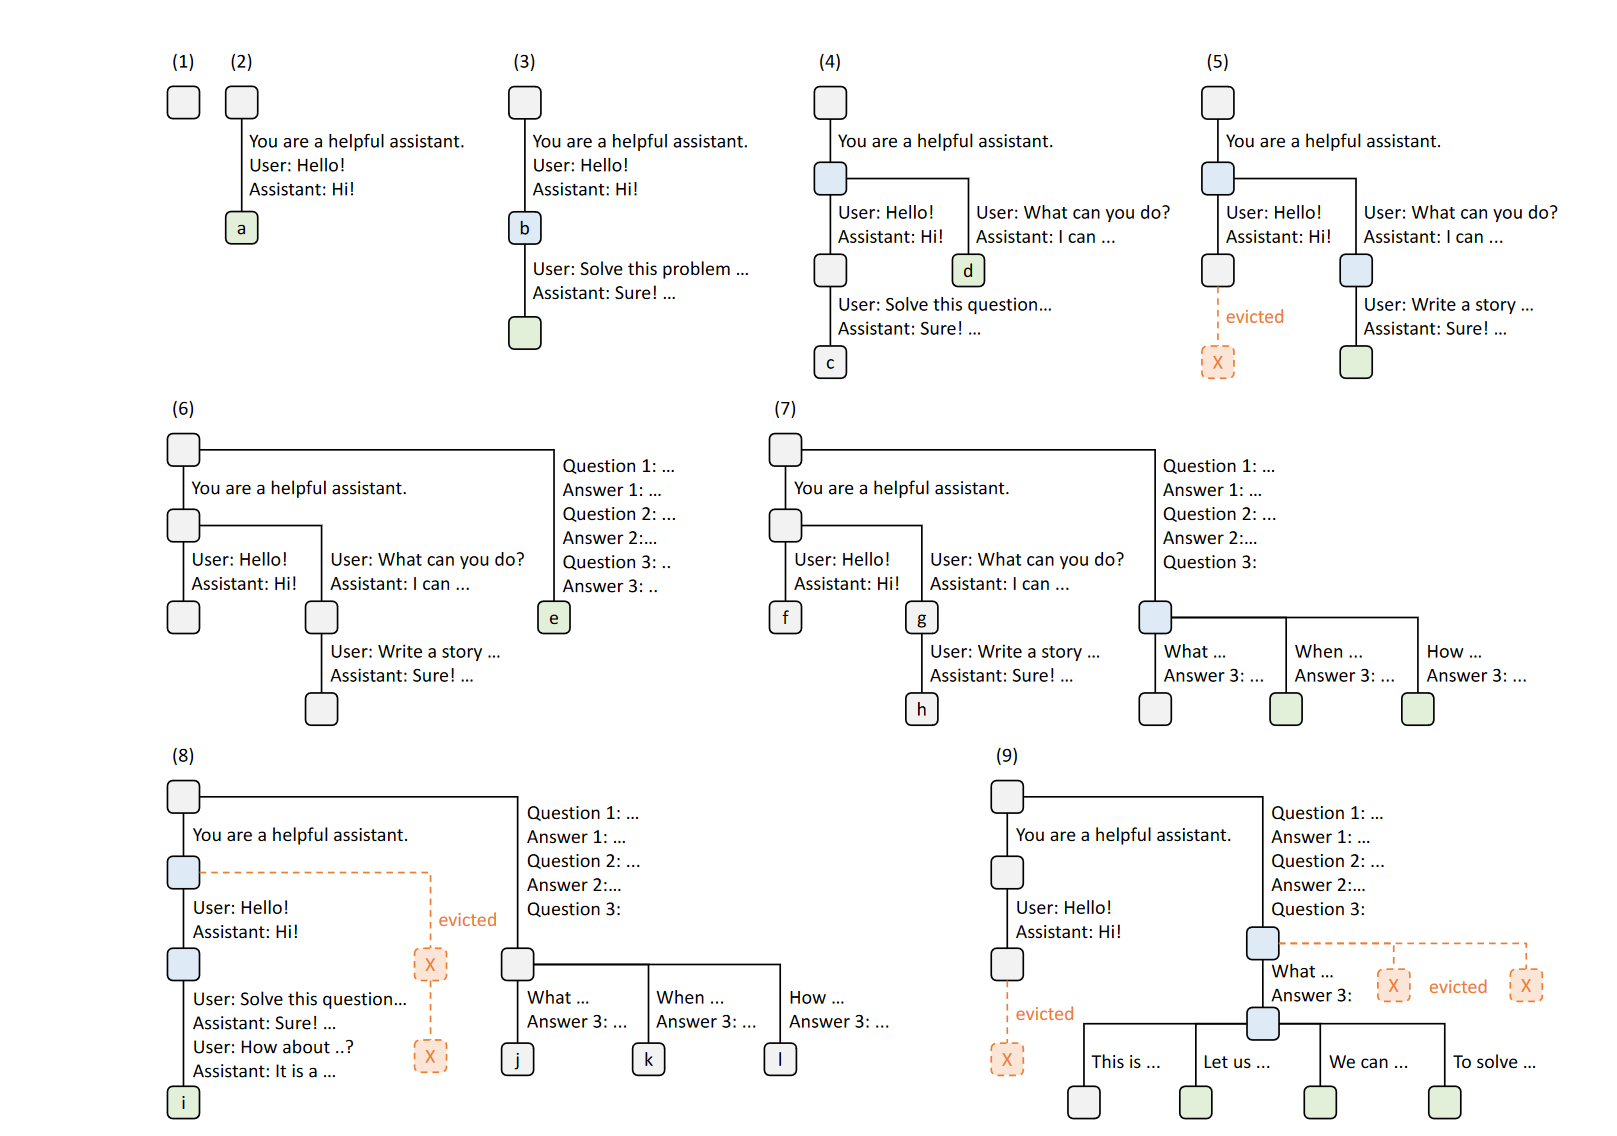 (1)
(2)
You are a helpful assistant.
User: Hello!
Assistant: Hi!
a
(3)
You are a helpful assistant.
User: Hello!
Assistant: Hi!
b
User: Solve this problem ...
Assistant: Sure! ...
(4)
You are a helpful assistant.
User: Hello!
Assistant: Hi!
User: What can you do?
Assistant: I can ...
d
User: Solve this question...
Assistant: Sure! ...
c
(5)
You are a helpful assistant.
User: Hello!
Assistant: Hi!
User: What can you do?
Assistant: I can ...
evicted
X
User: Write a story ...
Assistant: Sure! ...
(6)
You are a helpful assistant.
User: Hello!
Assistant: Hi!
User: What can you do?
Assistant: I can ...
User: Write a story ...
Assistant: Sure! ...
Question 1: ...
Answer 1: ...
Question 2: ...
Answer 2:...
Question 3: ..
Answer 3: ..
e
(7)
You are a helpful assistant.
User: Hello!
Assistant: Hi!
f
User: What can you do?
Assistant: I can ...
g
User: Write a story ...
Assistant: Sure! ...
h
Question 1: ...
Answer 1: ...
Question 2: ...
Answer 2:...
Question 3:
What ...
Answer 3: ...
When ...
Answer 3: ...
How ...
Answer 3: ...
(8)
You are a helpful assistant.
User: Hello!
Assistant: Hi!
User: Solve this question...
Assistant: Sure! ...
User: How about ..?
Assistant: It is a ...
i
evicted
X
X
Question 1: ...
Answer 1: ...
Question 2: ...
Answer 2:...
Question 3:
What ...
Answer 3: ...
j
When ...
Answer 3: ...
k
How ...
Answer 3: ...
l
(9)
You are a helpful assistant.
User: Hello!
Assistant: Hi!
evicted
X
Question 1: ...
Answer 1: ...
Question 2: ...
Answer 2:...
Question 3:
What ...
Answer 3:
X
evicted
X
This is ...
Let us ...
We can ...
To solve ...